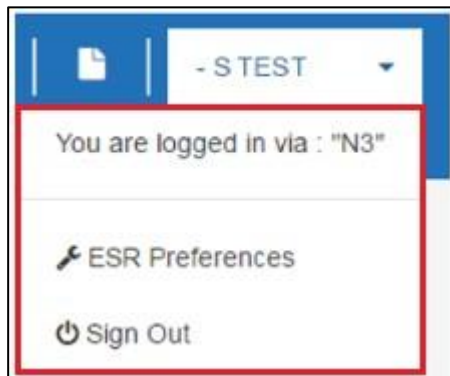 - S TEST
You are logged in via : "N3"
ESR Preferences
Sign Out